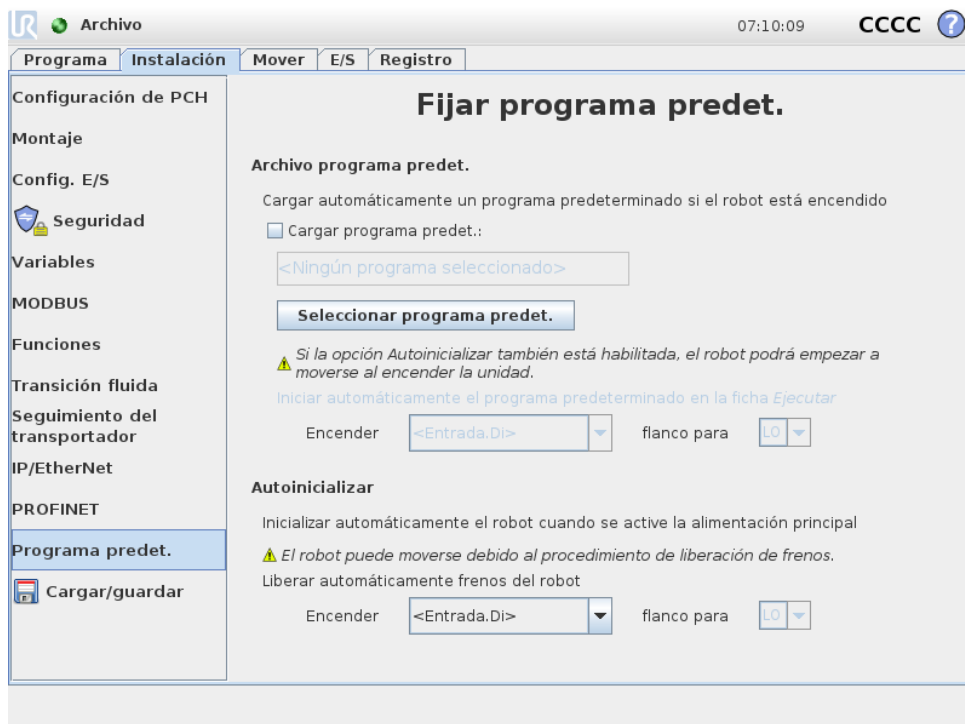 UR Archivo 07:10:09 CCCC ?
Programa Instalación Mover E/S Registro
Configuración de PCH
Montaje
Config. E/S
Seguridad
Variables
MODBUS
Funciones
Transición fluida
Seguimiento del
transportador
IP/EtherNet
PROFINET
Programa predet.
Cargar/guardar
Fijar programa predet.
Archivo programa predet.
Cargar automáticamente un programa predeterminado si el robot está encendido
Cargar programa predet.:
<Ningún programa seleccionado>
Seleccionar programa predet.
Si la opción Autoinicializar también está habilitada, el robot podrá empezar a
moverse al encender la unidad.
Iniciar automáticamente el programa predeterminado en la ficha Ejecutar
Encender <Entrada.Di> flanco para LO
Autoinicializar
Inicializar automáticamente el robot cuando se active la alimentación principal
El robot puede moverse debido al procedimiento de liberación de frenos.
Liberar automáticamente frenos del robot
Encender <Entrada.Di> flanco para LO